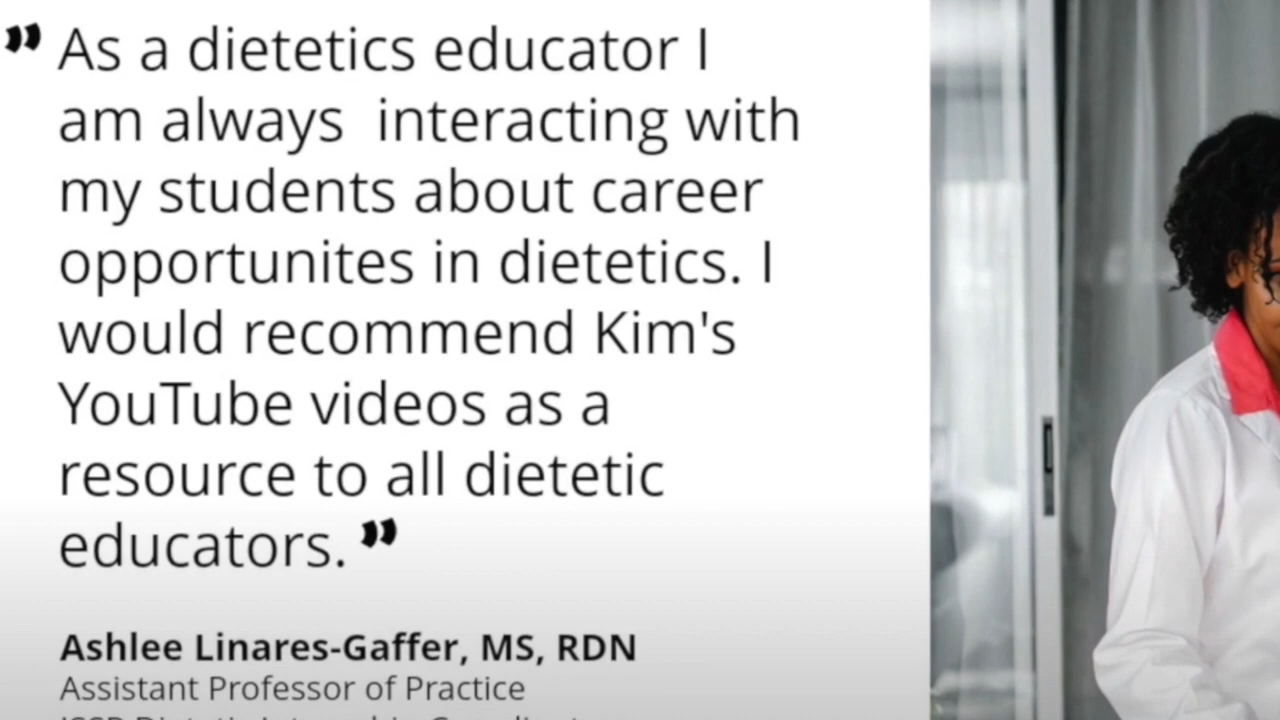 ” As a dietetics educator I
am always  interacting with
my students about career
opportunites in dietetics. I
would recommend Kim's
YouTube videos as a
resource to all dietetic
educators. ”
Ashlee Linares-Gaffer, MS, RDN
Assistant Professor of Practice